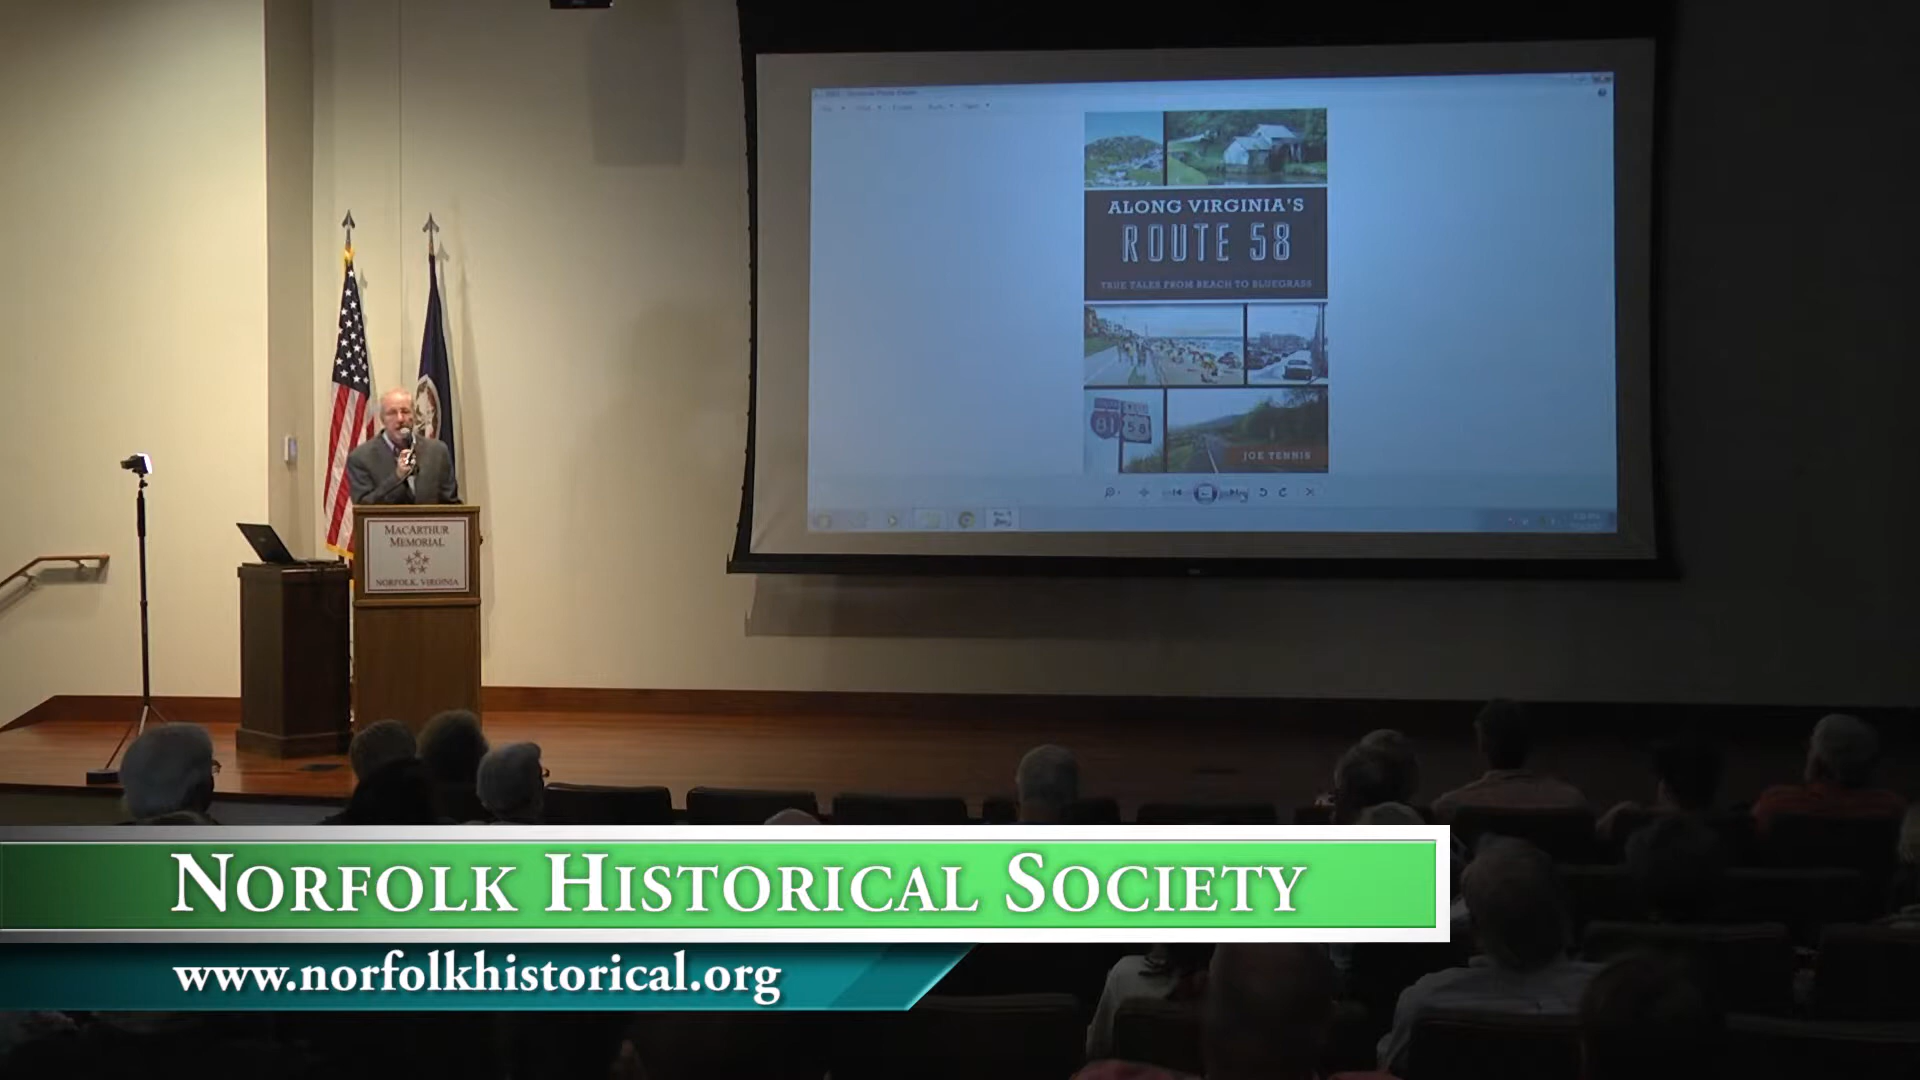 ALONG VIRGINIA'S
ROUTE 58
TRUE TALES FROM BEACH TO BLUEGRASS
81
58
JOE TENNIS
MACARTHUR
MEMORIAL
NORFOLK, VIRGINIA
NORFOLK HISTORICAL SOCIETY
www.norfolkhistorical.org